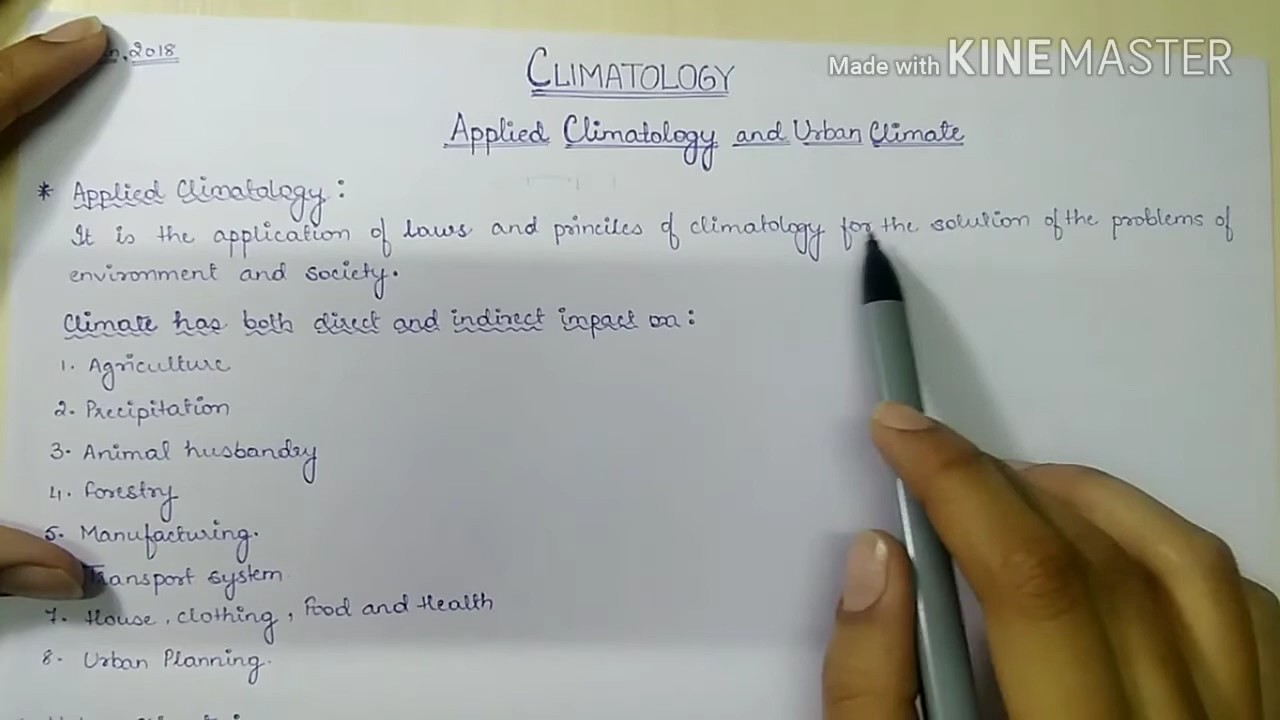 2018
Made with KINEMASTER
CLIMATOLOGY
Applied Climatology and Urban Climate
* Applied Climatology :
It is the application of laws and princiles of climatology for the solution of the problems of
environment and society.
Climate has both direct and indirect impact on :
1. Agriculture
2. Precipitation
3. Animal husbandry
4. Forestry
5. Manufacturing.
Transport system
7. House, clothing, Food and Health
8. Urban Planning.